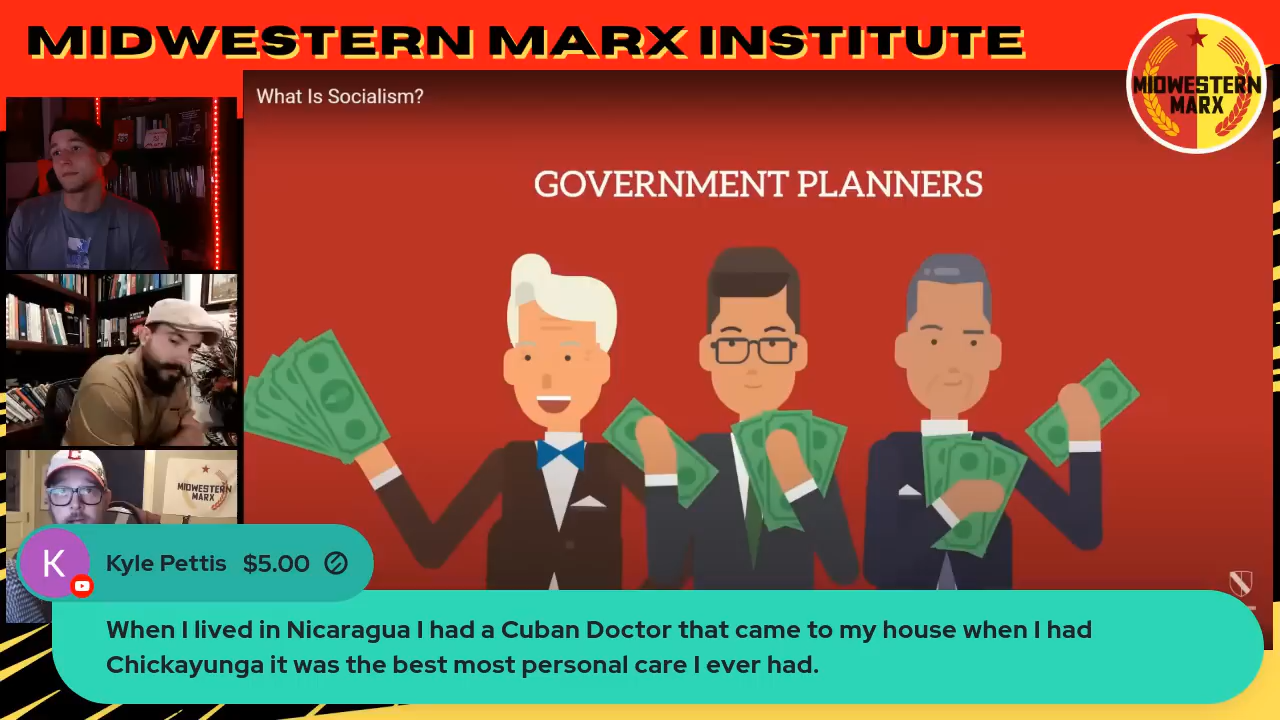 MIDWESTERN MARX INSTITUTE
MIDWESTERN
MARX
What Is Socialism?
GOVERNMENT PLANNERS
MIDWESTERN
MARX
Kyle Pettis $5.00
K
When I lived in Nicaragua I had a Cuban Doctor that came to my house when I had
Chickayunga it was the best most personal care I ever had.